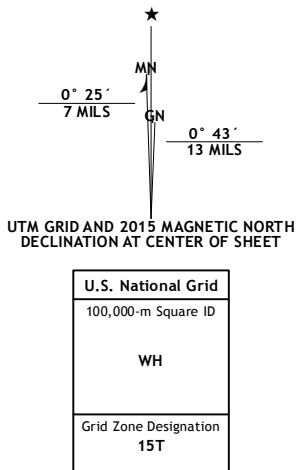 ★
MN
0° 25´
7 MILS
GN
0° 43´
13 MILS
UTM GRID AND 2015 MAGNETIC NORTH
DECLINATION AT CENTER OF SHEET
U.S. National Grid
100,000-m Square ID
WH
Grid Zone Designation
15T